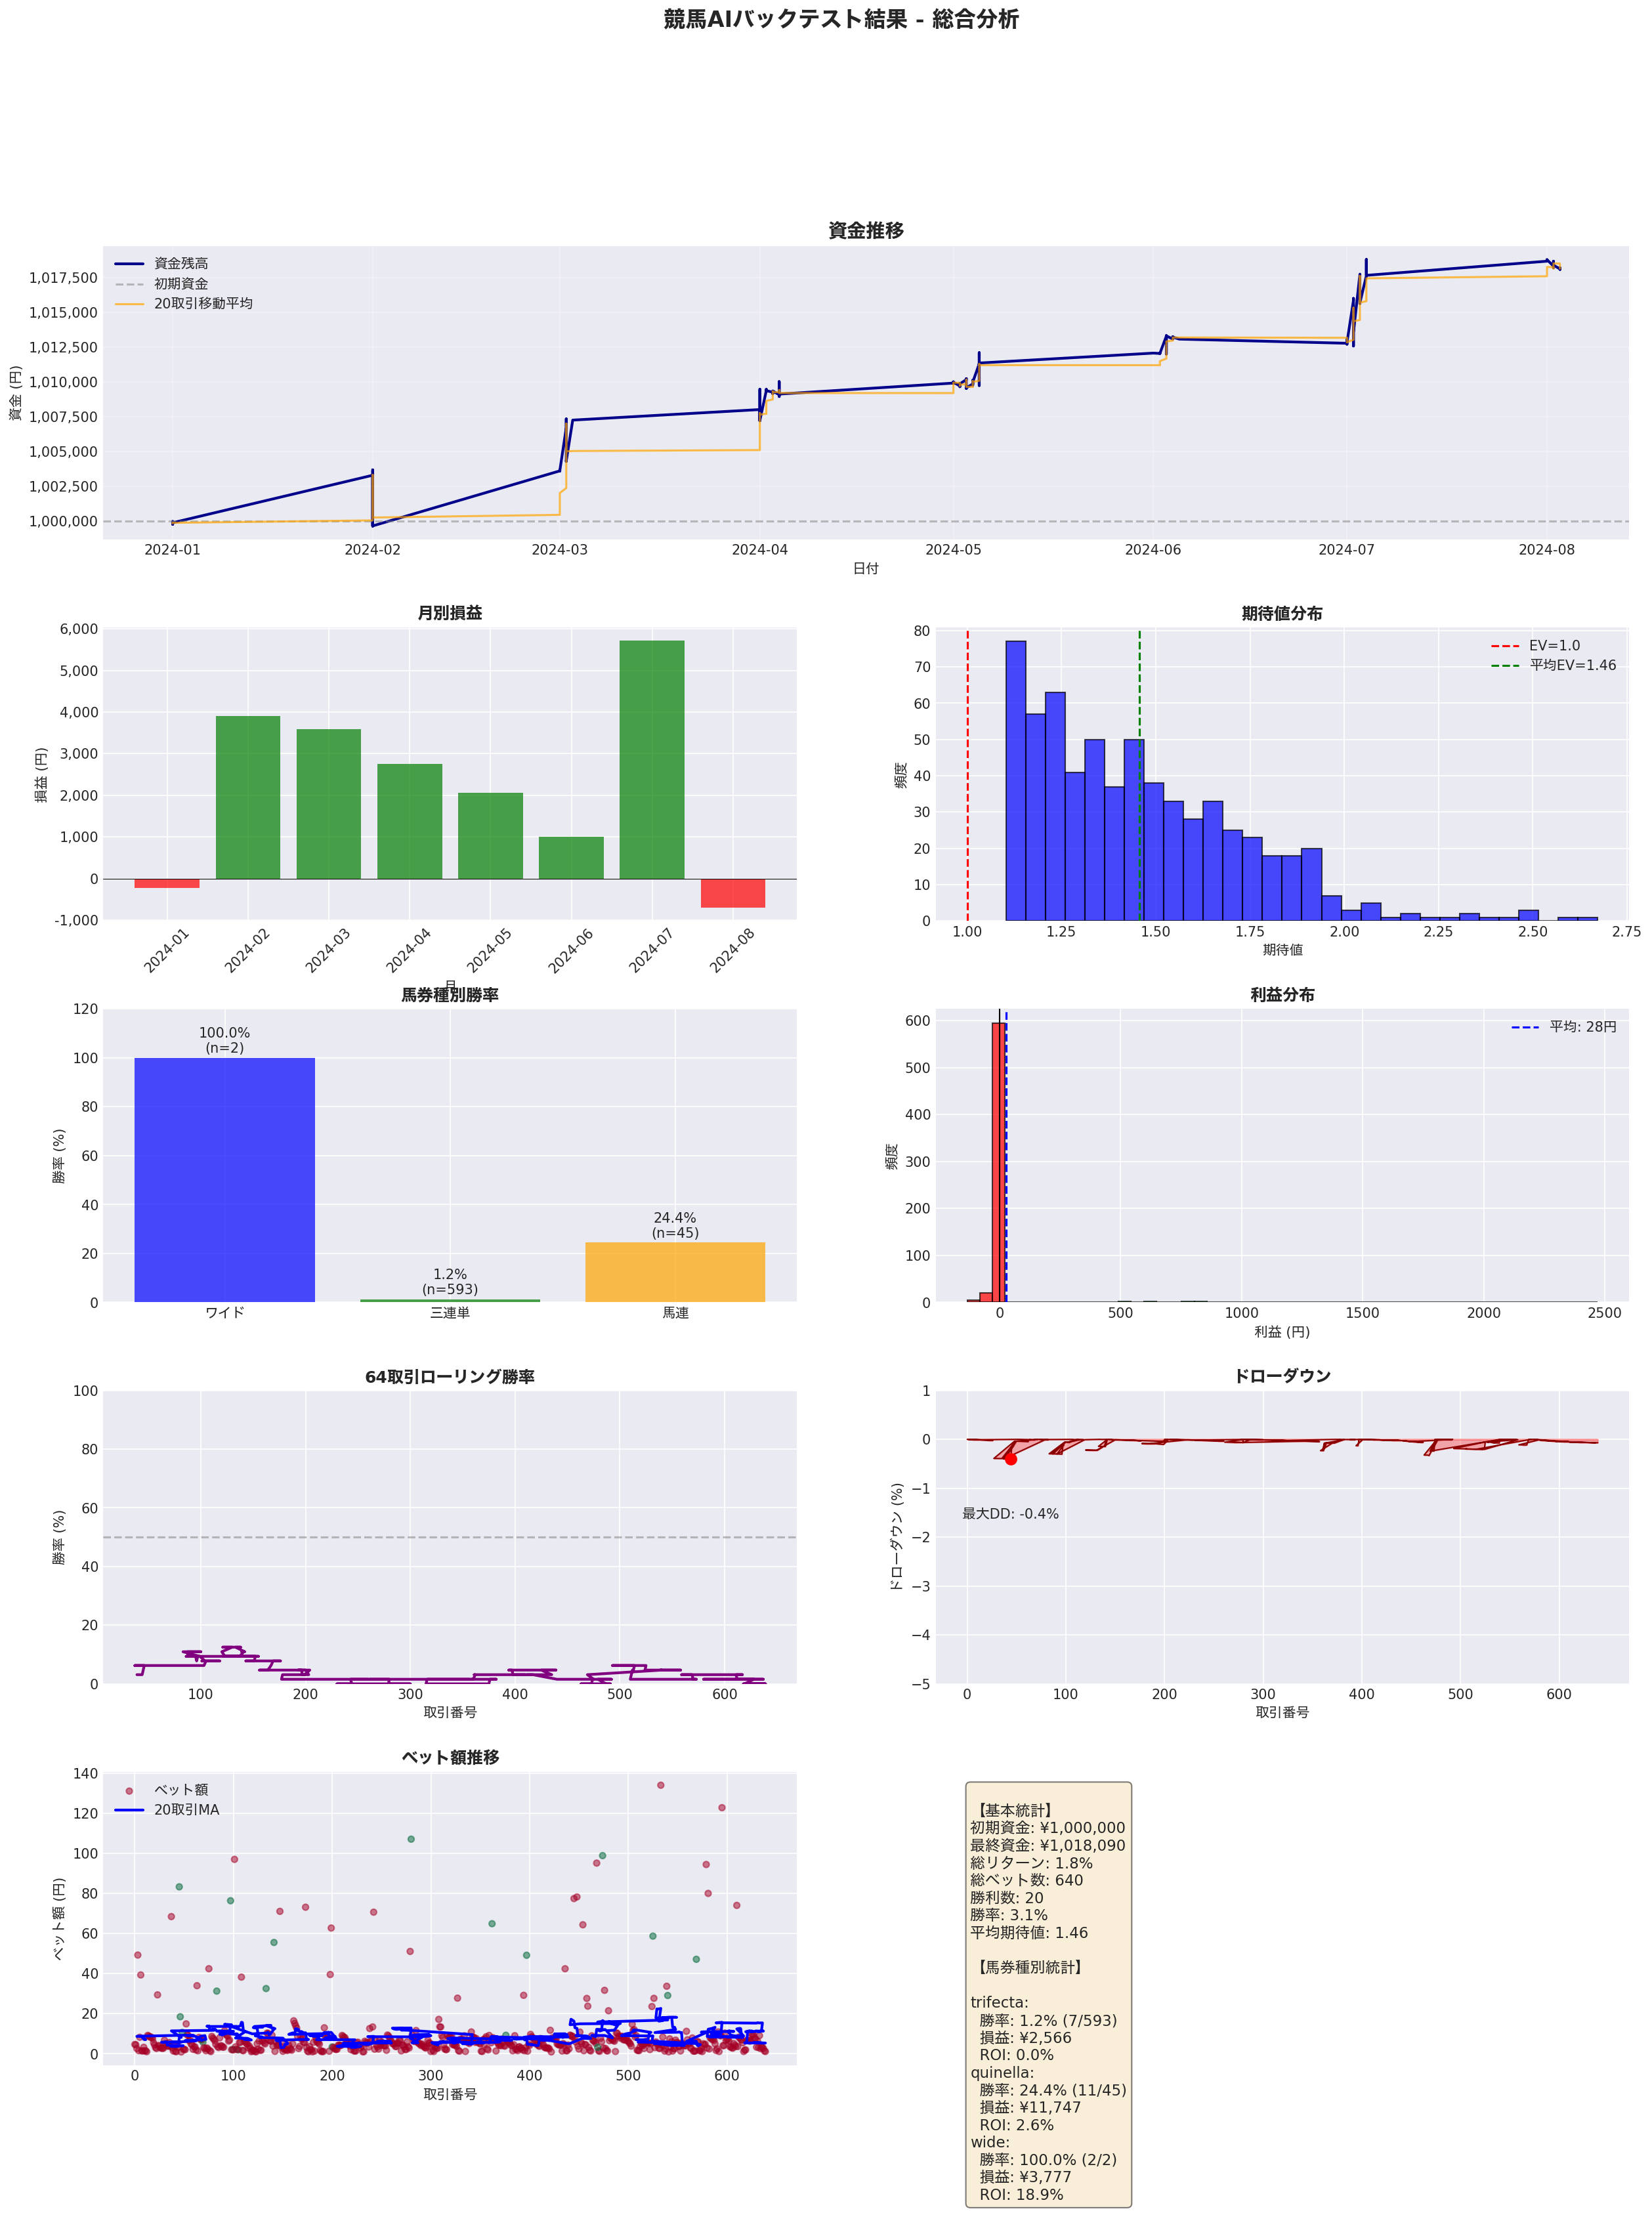 競馬AIバックテスト結果 - 総合分析
資金推移
資金残高
初期資金
20取引移動平均
資金 (円)
1,017,500
1,015,000
1,012,500
1,010,000
1,007,500
1,005,000
1,002,500
1,000,000
2024-01 2024-02 2024-03 2024-04 2024-05 2024-06 2024-07 2024-08
日付
月別損益
損益 (円)
6,000
5,000
4,000
3,000
2,000
1,000
0
-1,000
2024-01 2024-02 2024-03 2024-04 2024-05 2024-06 2024-07 2024-08
月
期待値分布
EV=1.0
平均EV=1.46
頻度
80
70
60
50
40
30
20
10
0
1.00 1.25 1.50 1.75 2.00 2.25 2.50 2.75
期待値
馬券種別勝率
勝率 (%)
120
100
80
60
40
20
0
100.0%
(n=2)
1.2%
(n=593)
24.4%
(n=45)
ワイド 三連単 馬連
利益分布
平均: 28円
頻度
600
500
400
300
200
100
0
0 500 1000 1500 2000 2500
利益 (円)
64取引ローリング勝率
勝率 (%)
100
80
60
40
20
0
100 200 300 400 500 600
取引番号
ドローダウン
ドローダウン (%)
1
0
−1
−2
−3
−4
−5
最大DD: -0.4%
0 100 200 300 400 500 600
取引番号
ベット額推移
ベット額
20取引MA
ベット額 (円)
140
120
100
80
60
40
20
0
0 100 200 300 400 500 600
取引番号
【基本統計】
初期資金: ¥1,000,000
最終資金: ¥1,018,090
総リターン: 1.8%
総ベット数: 640
勝利数: 20
勝率: 3.1%
平均期待値: 1.46
【馬券種別統計】
trifecta:
勝率: 1.2% (7/593)
損益: ¥2,566
ROI: 0.0%
quinella:
勝率: 24.4% (11/45)
損益: ¥11,747
ROI: 2.6%
wide:
勝率: 100.0% (2/2)
損益: ¥3,777
ROI: 18.9%